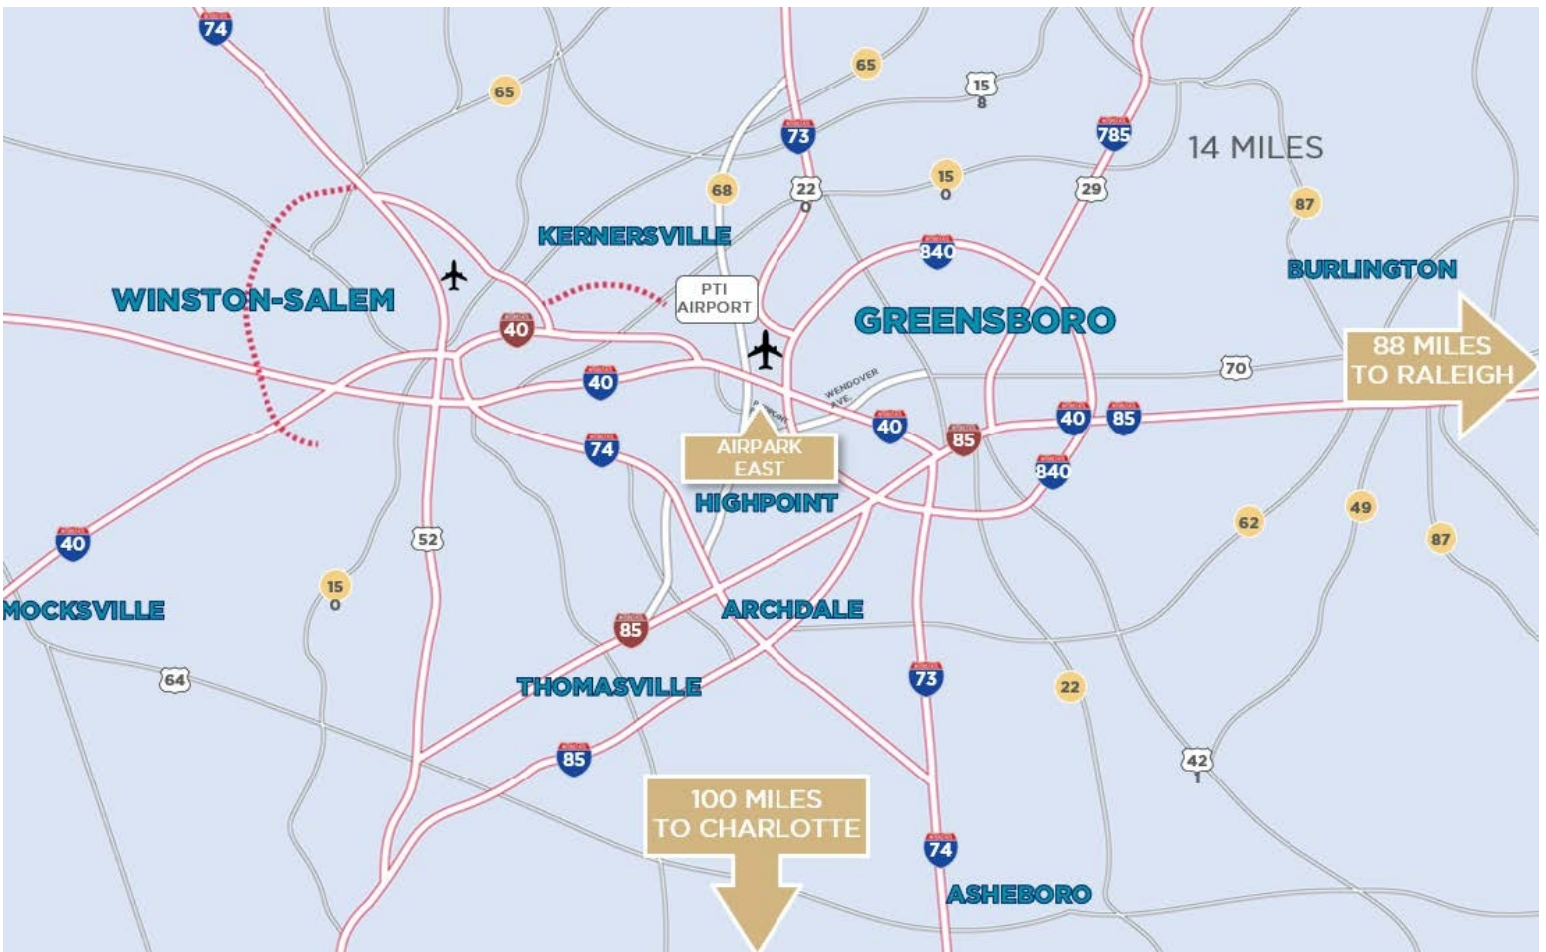 74
65
65
15
8
73
785
14 MILES
68
22
0
15
0
29
87
KERNERSVILLE
840
BURLINGTON
WINSTON-SALEM
PTI
AIRPORT
GREENSBORO
40
88 MILES
TO RALEIGH
70
40
WENDOVER
AVE.
40
85
40
85
74
AIRPARK
EAST
840
HIGHPOINT
62
49
87
52
40
15
0
MOCKSVILLE
ARCHDALE
85
64
THOMASVILLE
73
22
85
42
1
100 MILES
TO CHARLOTTE
74
ASHEBORO